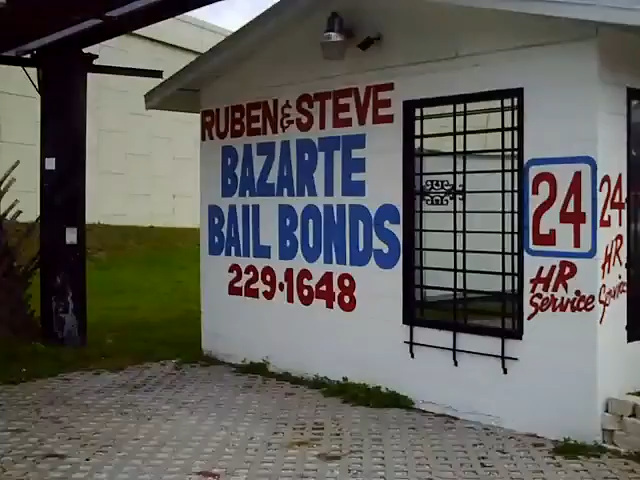 RUBEN & STEVE
BAZARTE
BAIL BONDS
229·1648
24
HR
Service
24
HR
Service